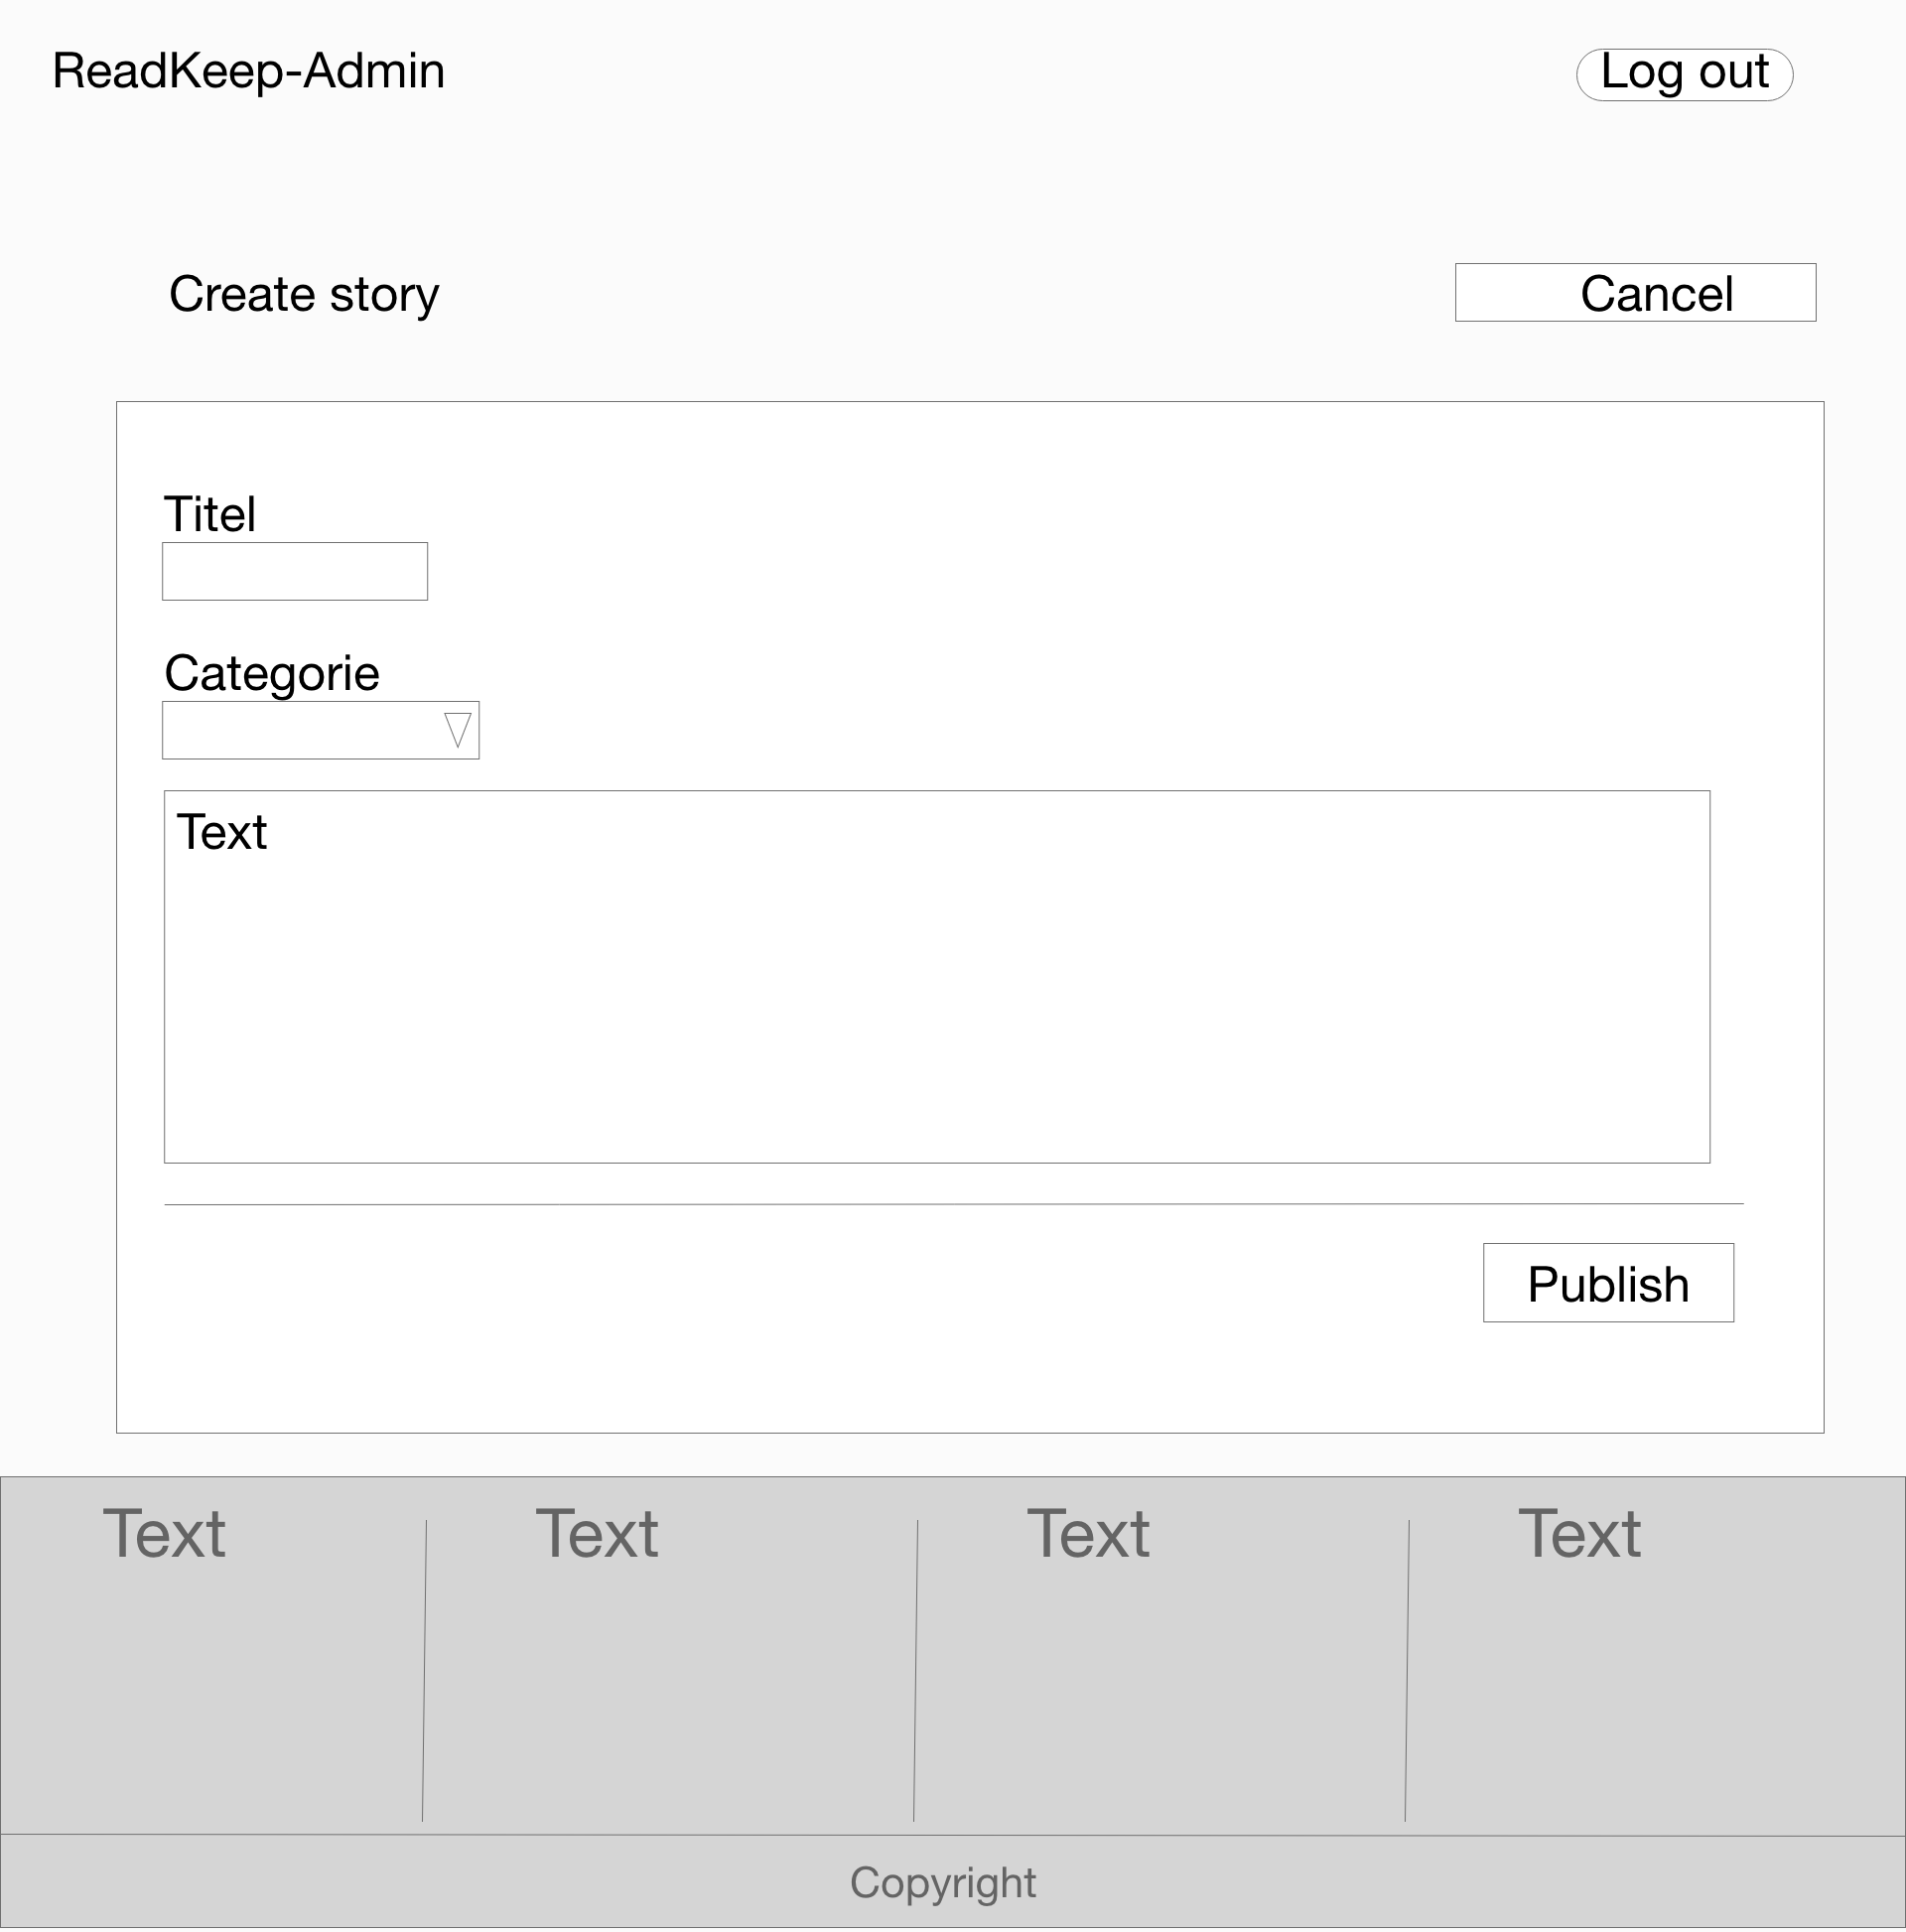 ReadKeep-Admin
Log out
Create story
Cancel
Titel
Categorie
Text
Publish
Text
Text
Text
Text
Copyright